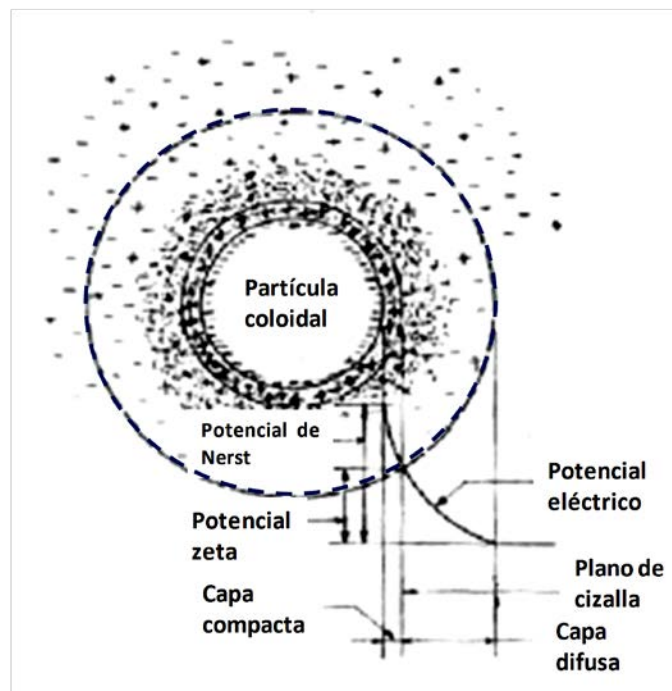 Partícula
coloidal
Potencial de
Nerst
Potencial
zeta
Potencial
eléctrico
Capa
compacta
Plano de
cizalla
Capa
difusa